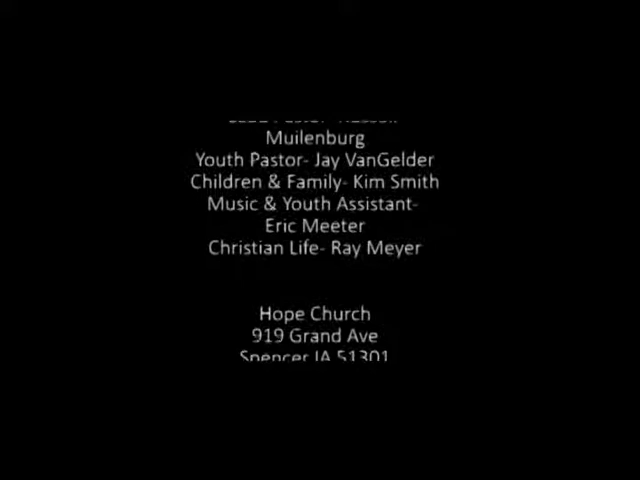 Muilenburg
Youth Pastor- Jay VanGelder
Children & Family- Kim Smith
Music & Youth Assistant-
Eric Meeter
Christian Life- Ray Meyer
Hope Church
919 Grand Ave
Spencer IA 51301